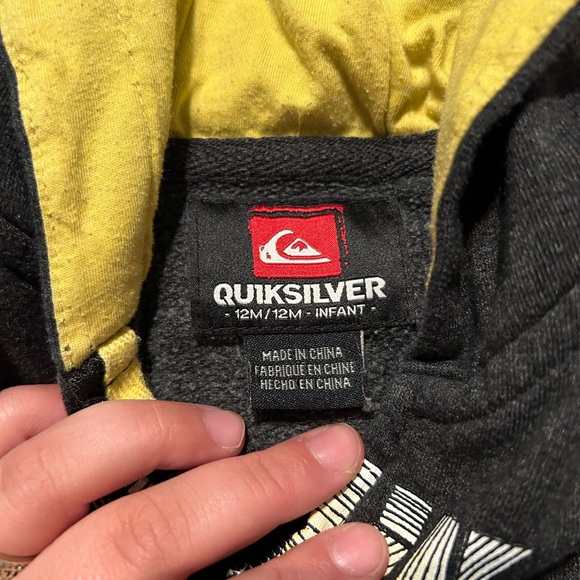 QUIKSILVER
- 12M/12M - INFANT -
MADE IN CHINA
FABRIQUÉ EN CHINE
HECHO EN CHINA